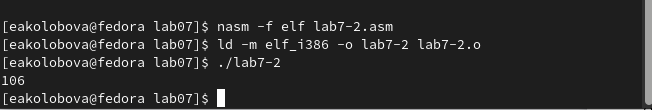 [eakolobova@fedora lab07]$ nasm -f elf lab7-2.asm
[eakolobova@fedora lab07]$ ld -m elf_i386 -o lab7-2 lab7-2.o
[eakolobova@fedora lab07]$ ./lab7-2
106
[eakolobova@fedora lab07]$